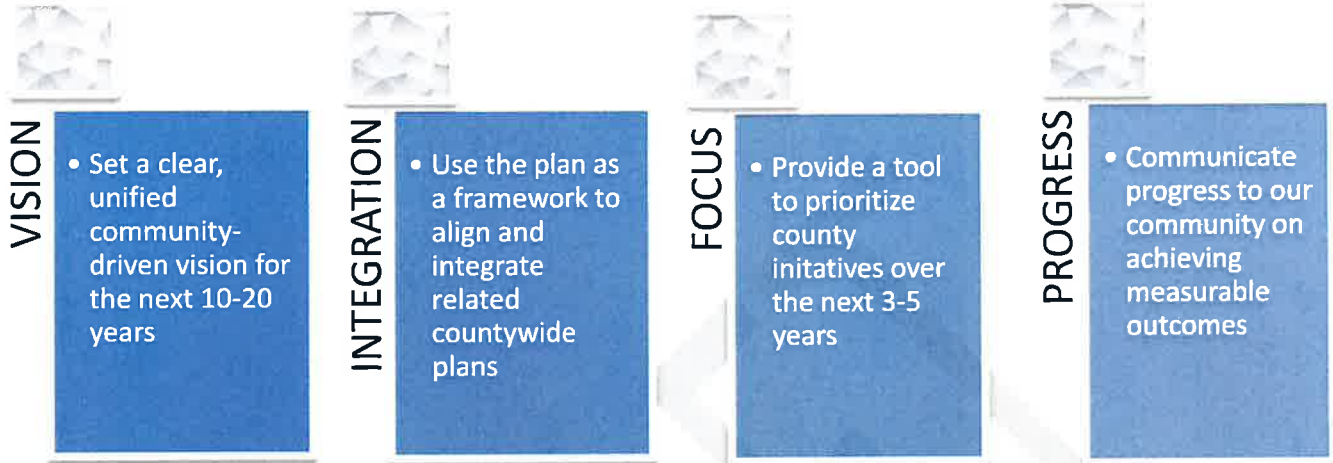 VISION
• Set a clear,
unified
community-
driven vision for
the next 10-20
years
INTEGRATION
• Use the plan as
a framework to
align and
integrate
related
countywide
plans
FOCUS
• Provide a tool
to prioritize
county
initatives over
the next 3-5
years
PROGRESS
• Communicate
progress to our
community on
achieving
measurable
outcomes